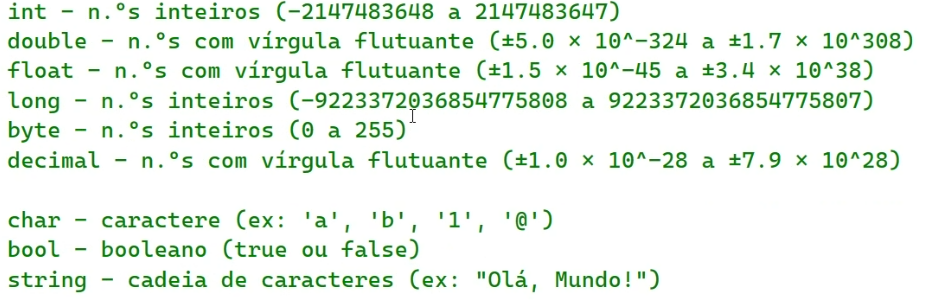 int - n.ºs inteiros (-2147483648 a 2147483647)
double - n.ºs com vírgula flutuante (±5.0 × 10^-324 a ±1.7 × 10^308)
float - n.ºs com vírgula flutuante (±1.5 × 10^-45 a ±3.4 × 10^38)
long - n.ºs inteiros (-9223372036854775808 a 9223372036854775807)
byte - n.ºs inteiros (0 a 255)
decimal - n.ºs com vírgula flutuante (±1.0 × 10^-28 a ±7.9 × 10^28)
char - caractere (ex: 'a', 'b', '1', '@')
bool - booleano (true ou false)
string - cadeia de caracteres (ex: "Olá, Mundo!")